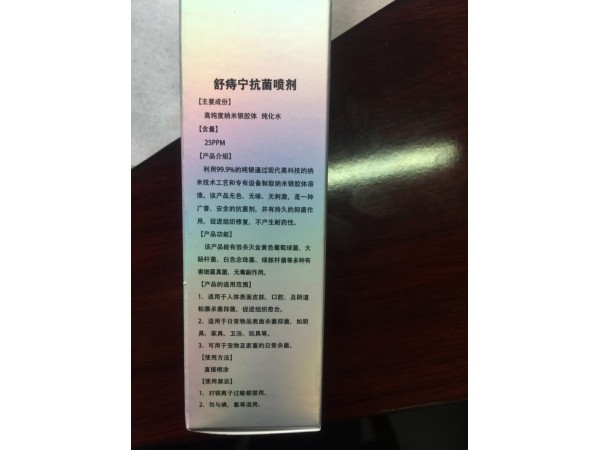 舒痔宁抗菌喷剂
【主要成份】
高纯度纳米银胶体 纯化水
【含量】
25PPM
【产品介绍】
利用99.9%的纯银通过现代高科技的纳
米技术工艺和专有设备制取纳米银胶体溶
液。该产品无色、无味、无刺激，是一种
广普、安全的抗菌剂，并有持久的抑菌作
用，促进组织修复，不产生耐药性。
【产品功能】
该产品能有效杀灭金黄色葡萄球菌、大
肠杆菌、白色念珠菌、绿脓杆菌等多种有
害细菌真菌，无毒副作用。
【产品的适用范围】
1、适用于人体表面皮肤、口腔，及阴道
粘膜杀菌抑菌，促进组织愈合。
2、适用于日常物品表面杀菌抑菌，如厨
具、家具、卫浴、玩具等。
3、可用于宠物及家畜的日常杀菌。
【使用方法】
直接喷涂
【使用禁忌】
1、对银离子过敏都禁用。
2、勿与碘，氯等混用。